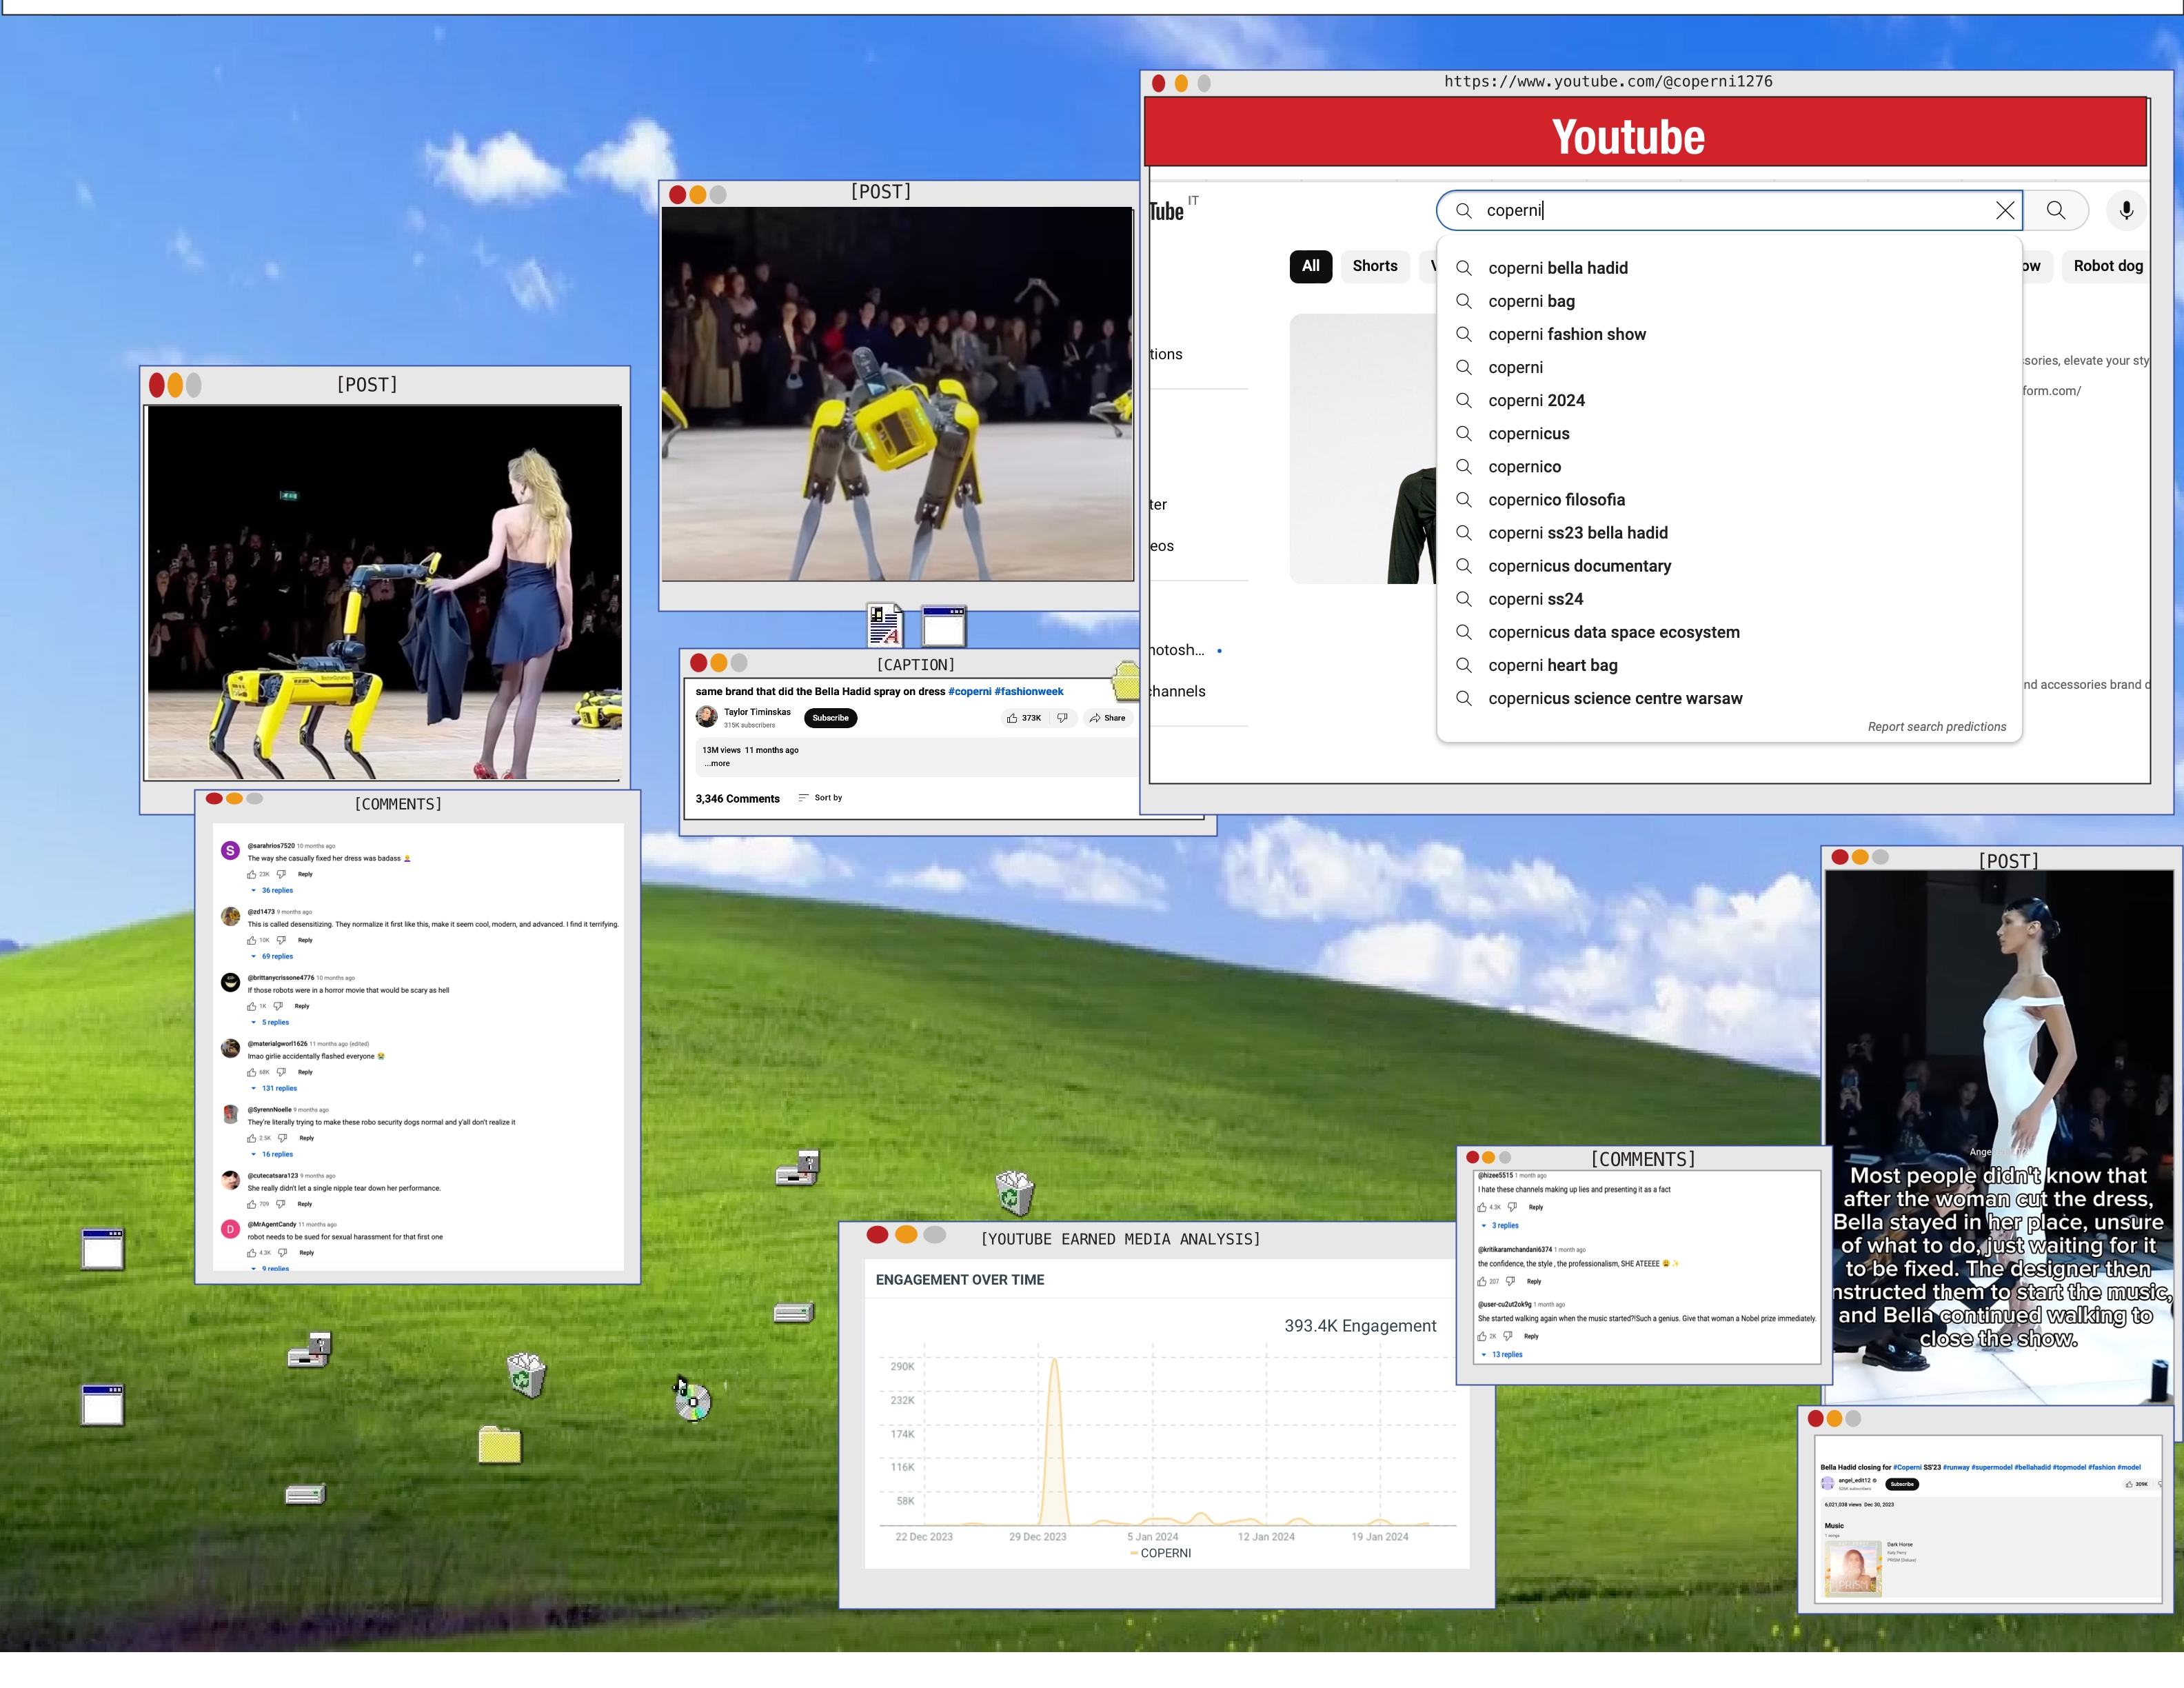 https://www.youtube.com/@coperni1276
Youtube
Tube IT
coperni
All
Shorts
ow
Robot dog
coperni bella hadid
coperni bag
coperni fashion show
coperni
coperni 2024
copernicus
copernico
copernico filosofia
coperni ss23 bella hadid
copernicus documentary
coperni ss24
copernicus data space ecosystem
coperni heart bag
copernicus science centre warsaw
Report search predictions
tions
ter
eos
hotosh...
channels
ssories, elevate your sty
form.com/
nd accessories brand d
[POST]
[POST]
[CAPTION]
same brand that did the Bella Hadid spray on dress #coperni #fashionweek
Taylor Timinskas
315K subscribers
Subscribe
373K
Share
13M views 11 months ago
...more
3,346 Comments
Sort by
[COMMENTS]
@sarahrios7520 10 months ago
The way she casually fixed her dress was badass
23K
Reply
36 replies
@zd1473 9 months ago
This is called desensitizing. They normalize it first like this, make it seem cool, modern, and advanced. I find it terrifying.
10K
Reply
69 replies
@brittanycrissone4776 10 months ago
If those robots were in a horror movie that would be scary as hell
1K
Reply
5 replies
@materialgworl1626 11 months ago (edited)
lmao girlie accidentally flashed everyone 😭
68K
Reply
131 replies
@SyrennNoelle 9 months ago
They're literally trying to make these robo security dogs normal and y'all don't realize it
2.5K
Reply
16 replies
@cutecatsara123 9 months ago
She really didn't let a single nipple tear down her performance.
709
Reply
D
@MrAgentCandy 11 months ago
robot needs to be sued for sexual harassment for that first one
4.3K
Reply
9 replies
[YOUTUBE EARNED MEDIA ANALYSIS]
ENGAGEMENT OVER TIME
393.4K Engagement
290K
232K
174K
116K
58K
22 Dec 2023
29 Dec 2023
5 Jan 2024
12 Jan 2024
19 Jan 2024
COPERNI
[COMMENTS]
@hizee5515 1 month ago
I hate these channels making up lies and presenting it as a fact
4.3K
Reply
3 replies
@kritikaramchandani6374 1 month ago
the confidence, the style , the professionalism, SHE ATEEEE
207
Reply
@user-cu2ut2ok9g 1 month ago
She started walking again when the music started?!Such a genius. Give that woman a Nobel prize immediately.
2K
Reply
13 replies
[POST]
Most people didn't know that
after the woman cut the dress,
Bella stayed in her place, unsure
of what to do, just waiting for it
to be fixed. The designer then
nstructed them to start the music,
and Bella continued walking to
close the show.
Bella Hadid closing for #Coperni SS'23 #runway #supermodel #bellahadid #topmodel #fashion #model
angel_edit12
Subscribe
309K
6,021,038 views Dec 30, 2023
Music
1 songs
Dark Horse
Katy Perry
PRISM (Deluxe)
PRISM